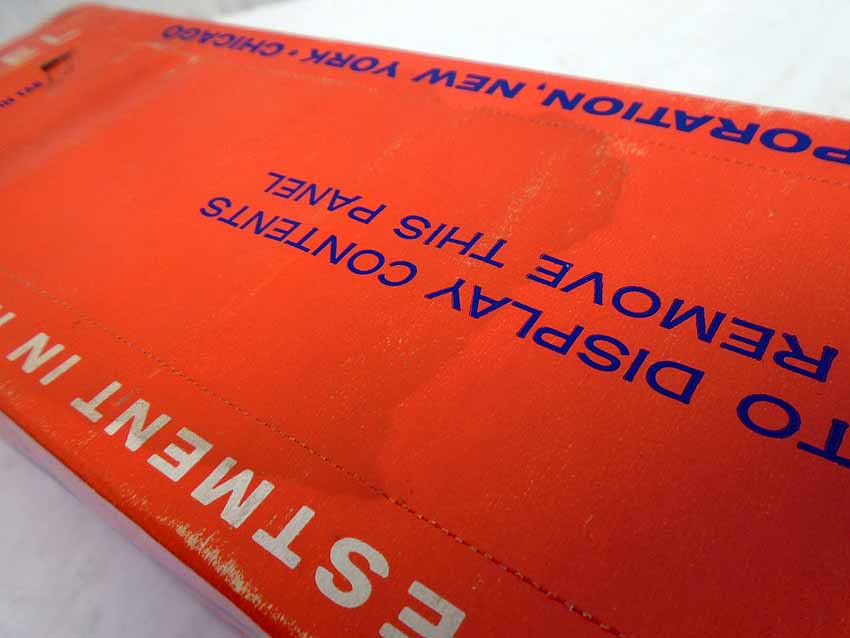 ESTMENT IN
TO DISPLAY CONTENTS
REMOVE THIS PANEL
PORATION, NEW YORK · CHICAGO